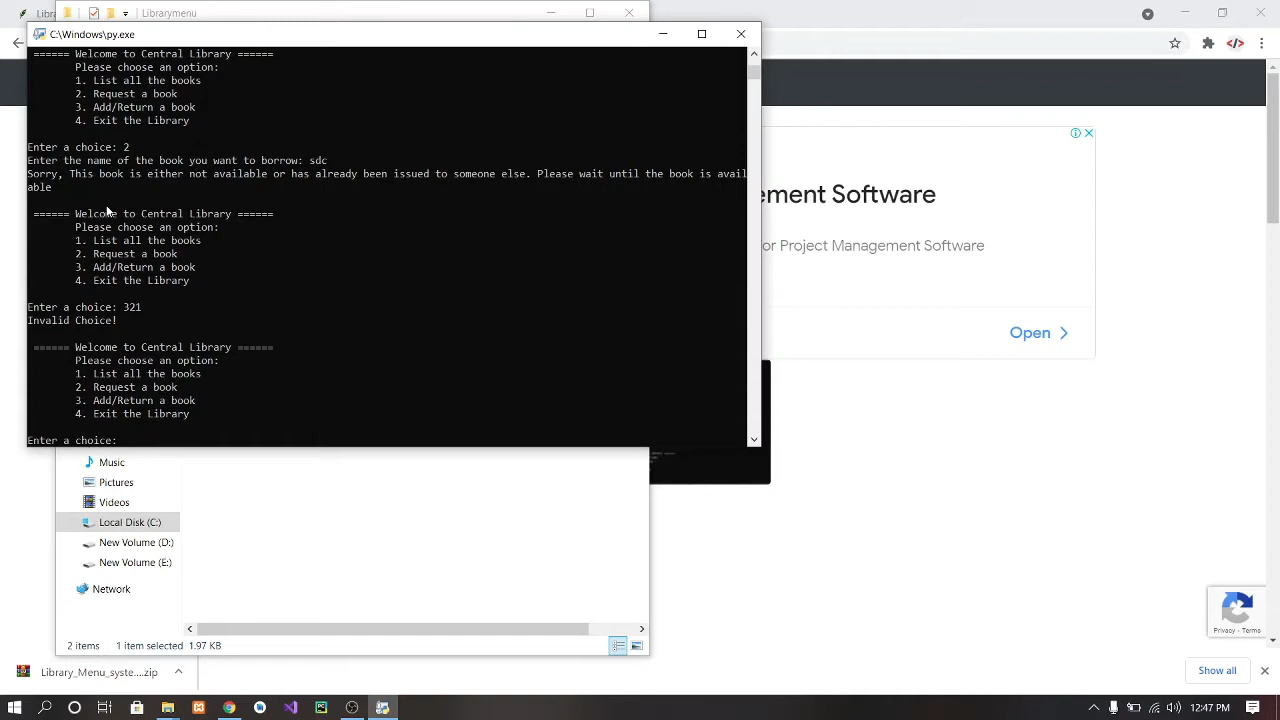 Librarymenu
C:\Windows\py.exe
====== Welcome to Central Library ======
Please choose an option:
1. List all the books
2. Request a book
3. Add/Return a book
4. Exit the Library
Enter a choice: 2
Enter the name of the book you want to borrow: sdc
Sorry, This book is either not available or has already been issued to someone else. Please wait until the book is avail
able
====== Welcome to Central Library ======
Please choose an option:
1. List all the books
2. Request a book
3. Add/Return a book
4. Exit the Library
Enter a choice: 321
Invalid Choice!
====== Welcome to Central Library ======
Please choose an option:
1. List all the books
2. Request a book
3. Add/Return a book
4. Exit the Library
Enter a choice:
ement Software
or Project Management Software
Open
Music
Pictures
Videos
Local Disk (C:)
New Volume (D:)
New Volume (E:)
Network
2 items 1 item selected 1.97 KB
Privacy - Terms
Library_Menu_syste....zip
Show all
12:47 PM